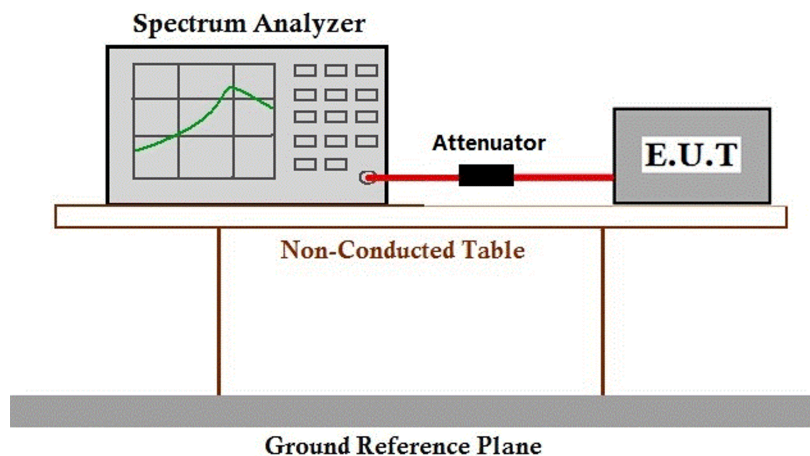 Spectrum Analyzer
Attenuator
E.U.T
Non-Conducted Table
Ground Reference Plane